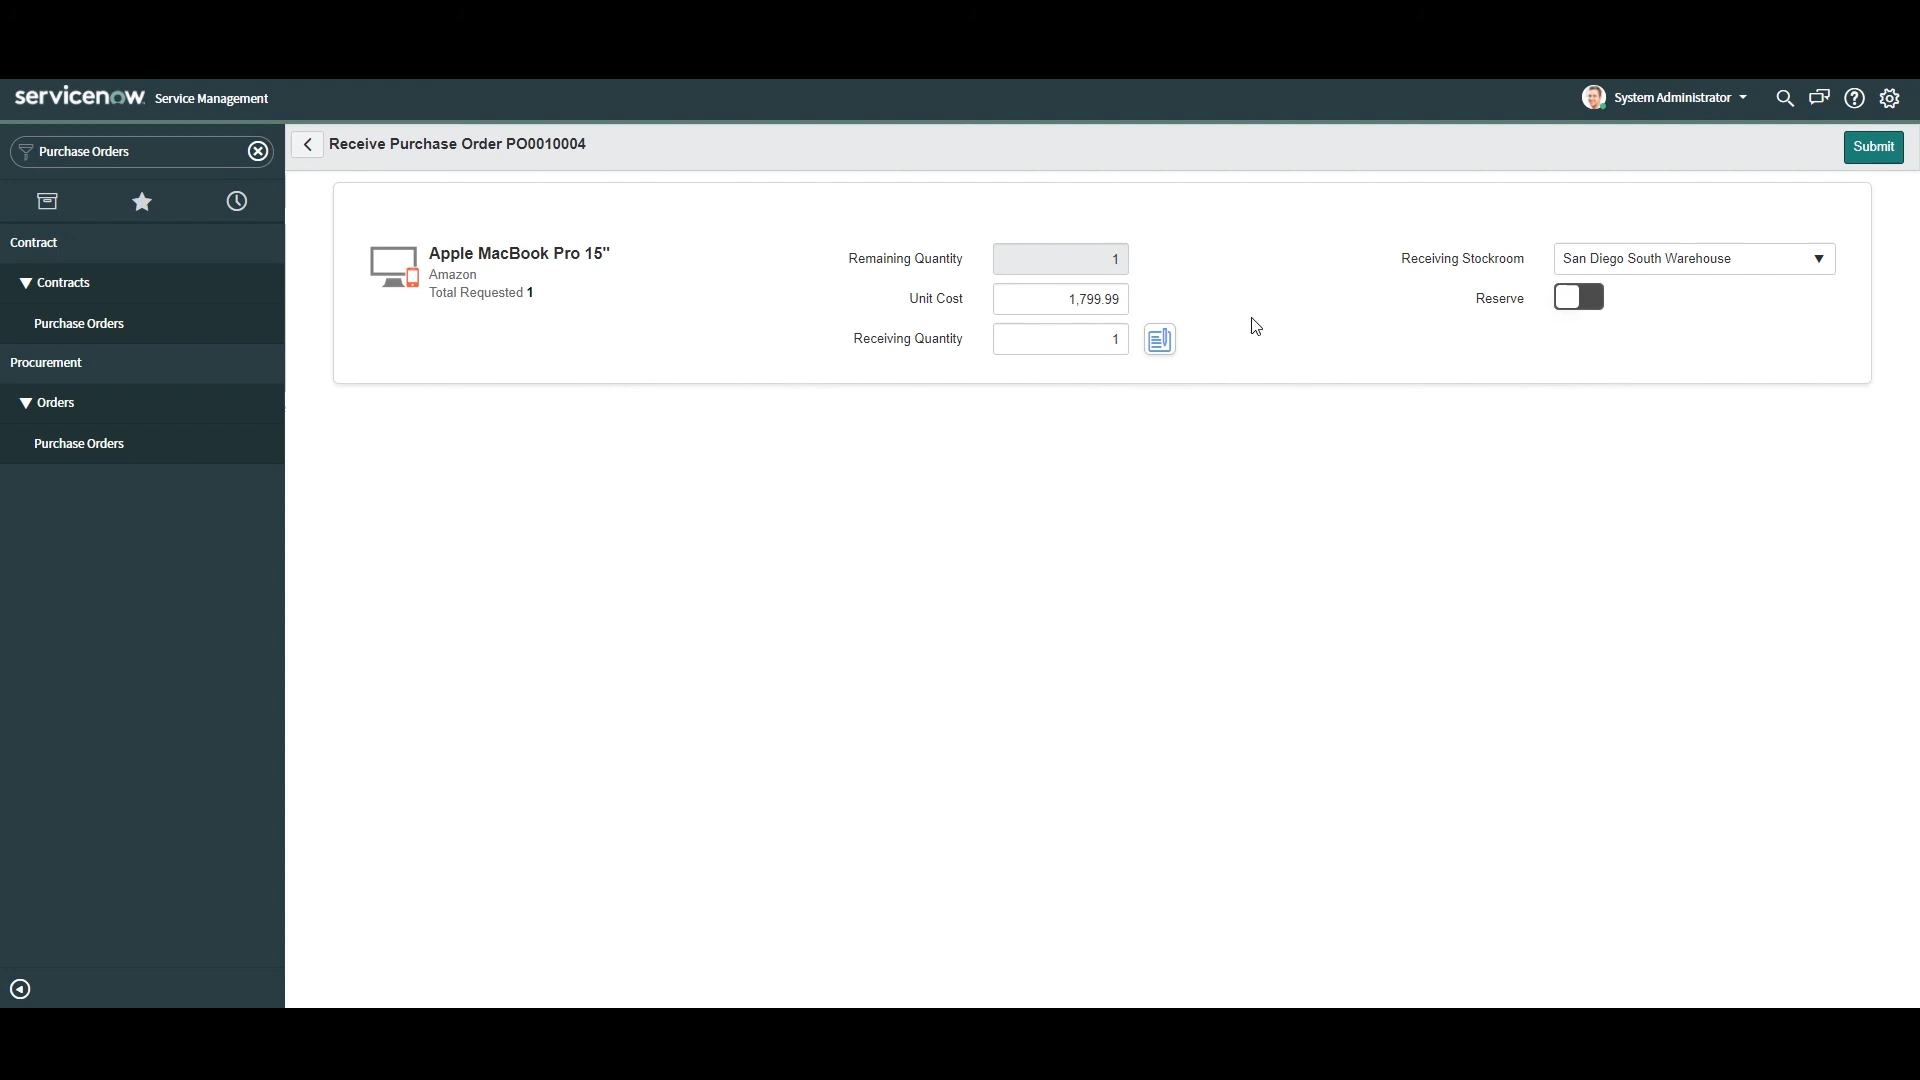 servicenow Service Management
System Administrator
Purchase Orders
Receive Purchase Order PO0010004
Submit
Contract
Contracts
Purchase Orders
Procurement
Orders
Purchase Orders
Apple MacBook Pro 15"
Amazon
Total Requested 1
Remaining Quantity 1
Unit Cost 1,799.99
Receiving Quantity 1
Receiving Stockroom San Diego South Warehouse
Reserve